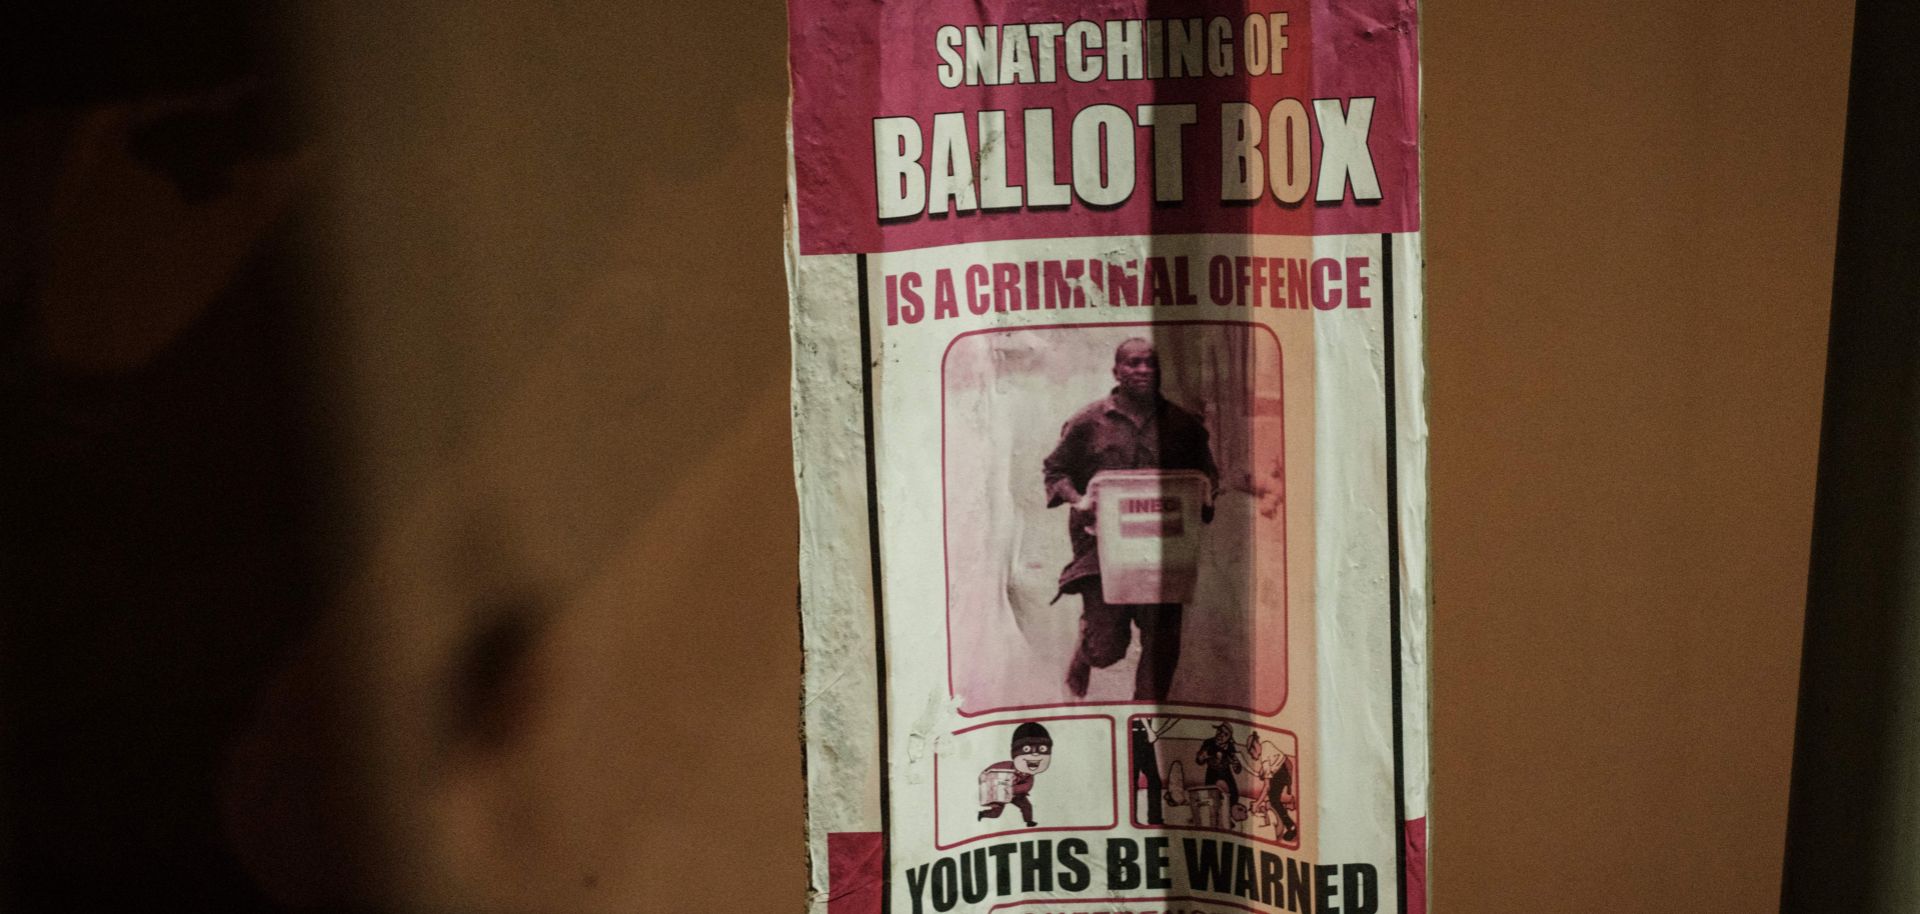 SNATCHING OF
BALLOT BOX
IS A CRIMINAL OFFENCE
INEC
YOUTHS BE WARNED